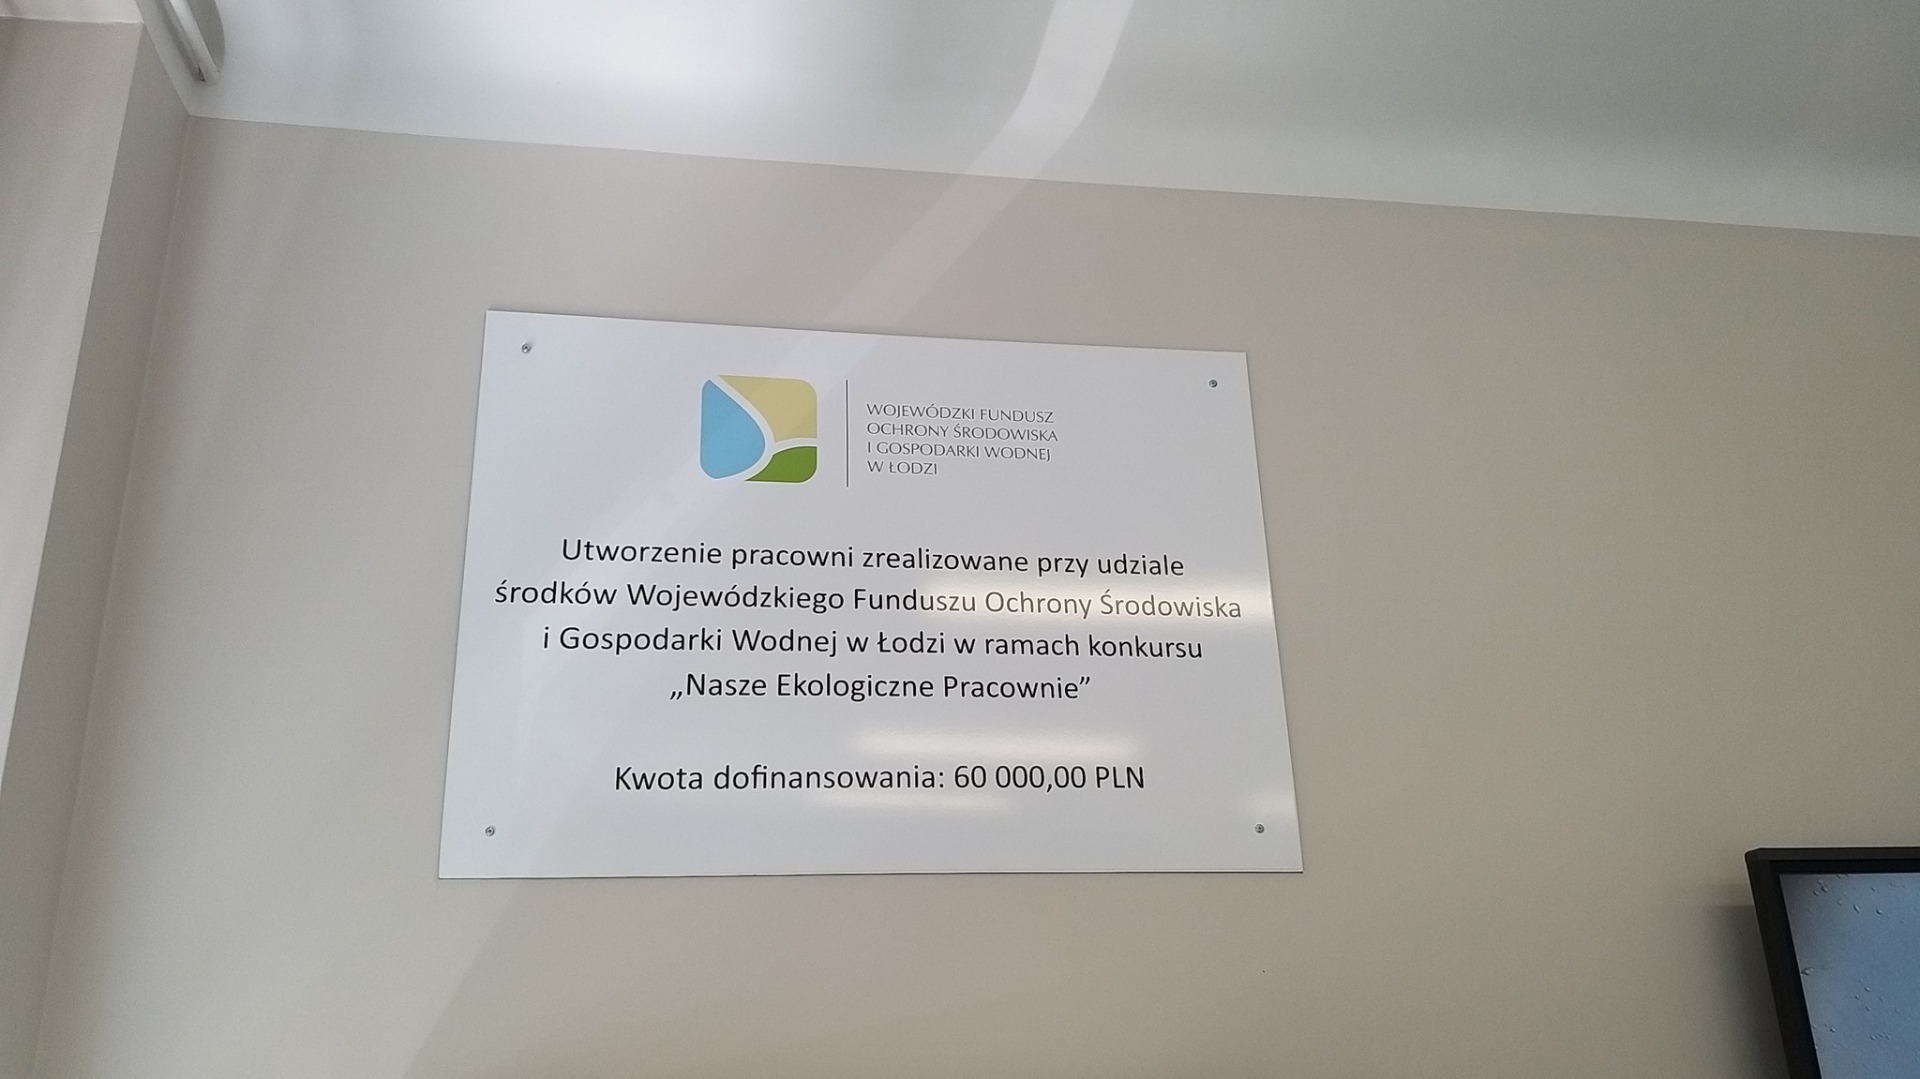 WOJEWÓDZKI FUNDUSZ
OCHRONY ŚRODOWISKA
I GOSPODARKI WODNEJ
W ŁODZI
Utworzenie pracowni zrealizowane przy udziale
środków Wojewódzkiego Funduszu Ochrony Środowiska
i Gospodarki Wodnej w Łodzi w ramach konkursu
„Nasze Ekologiczne Pracownie”
Kwota dofinansowania: 60 000,00 PLN